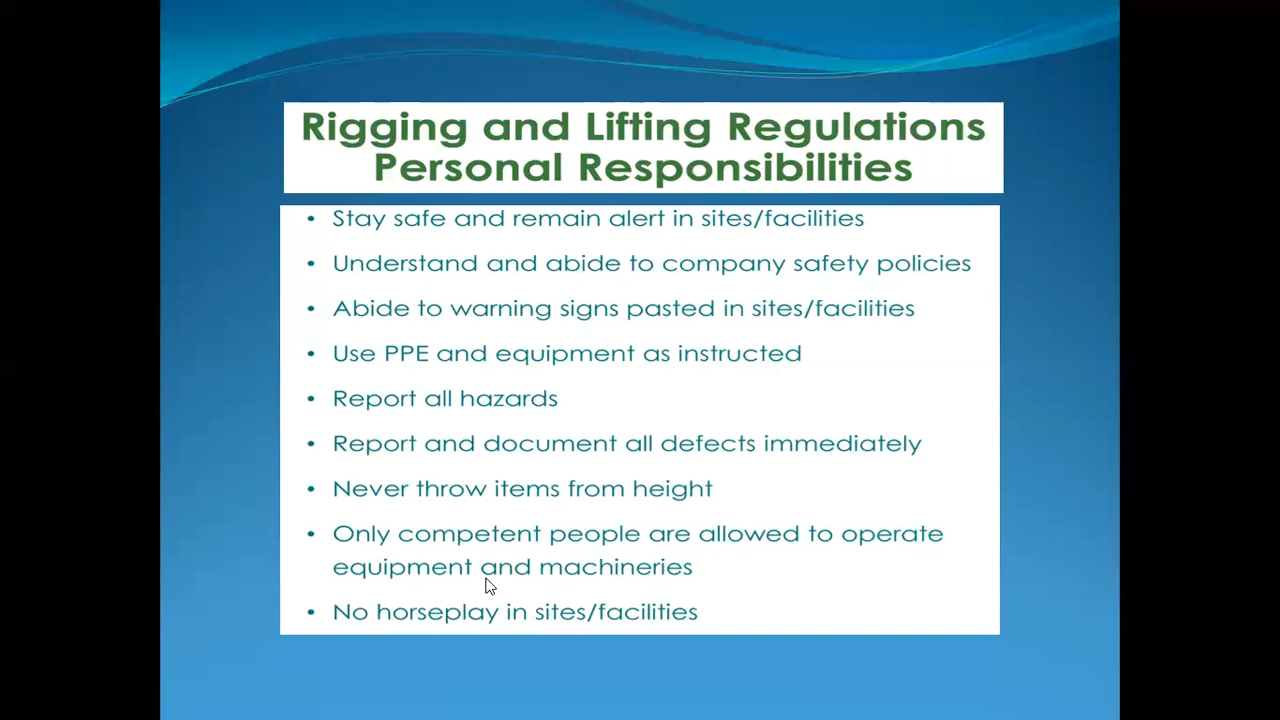 Rigging and Lifting Regulations
Personal Responsibilities
• Stay safe and remain alert in sites/facilities
• Understand and abide to company safety policies
• Abide to warning signs pasted in sites/facilities
• Use PPE and equipment as instructed
• Report all hazards
• Report and document all defects immediately
• Never throw items from height
• Only competent people are allowed to operate
equipment and machineries
• No horseplay in sites/facilities